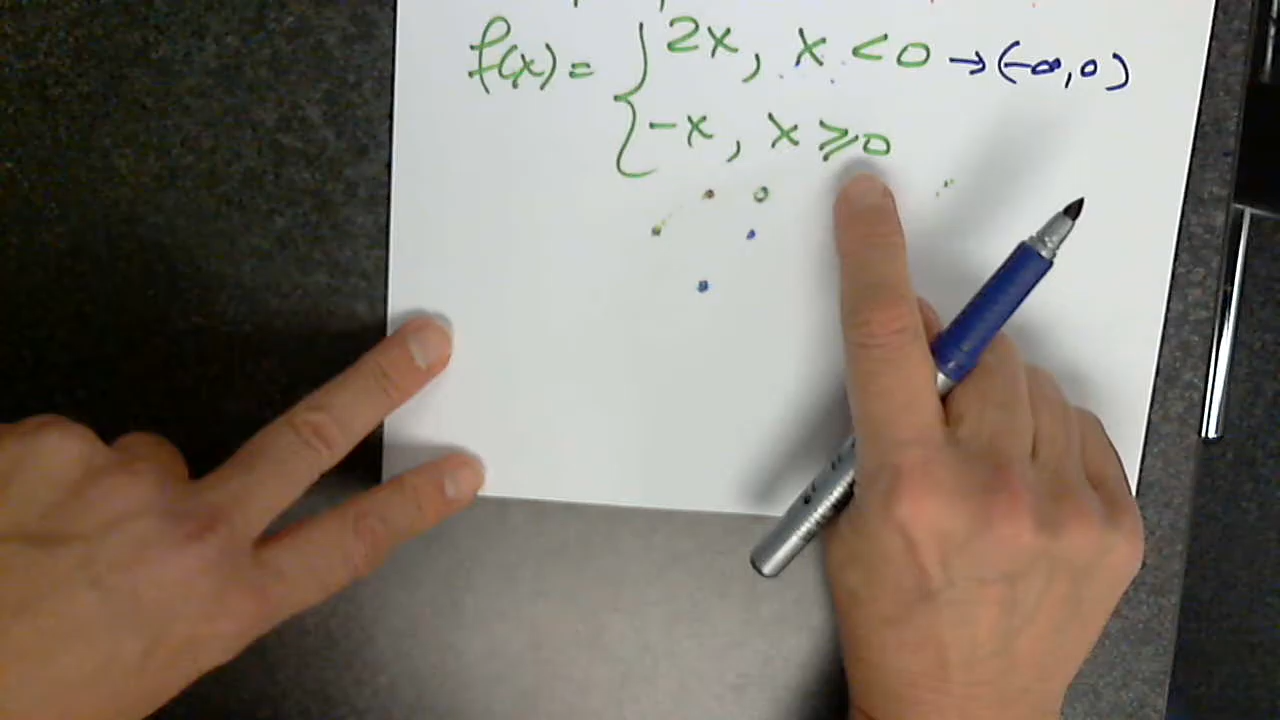 f(x) = { 2x, x < 0 → (-∞, 0)
-x, x ⩾ 0